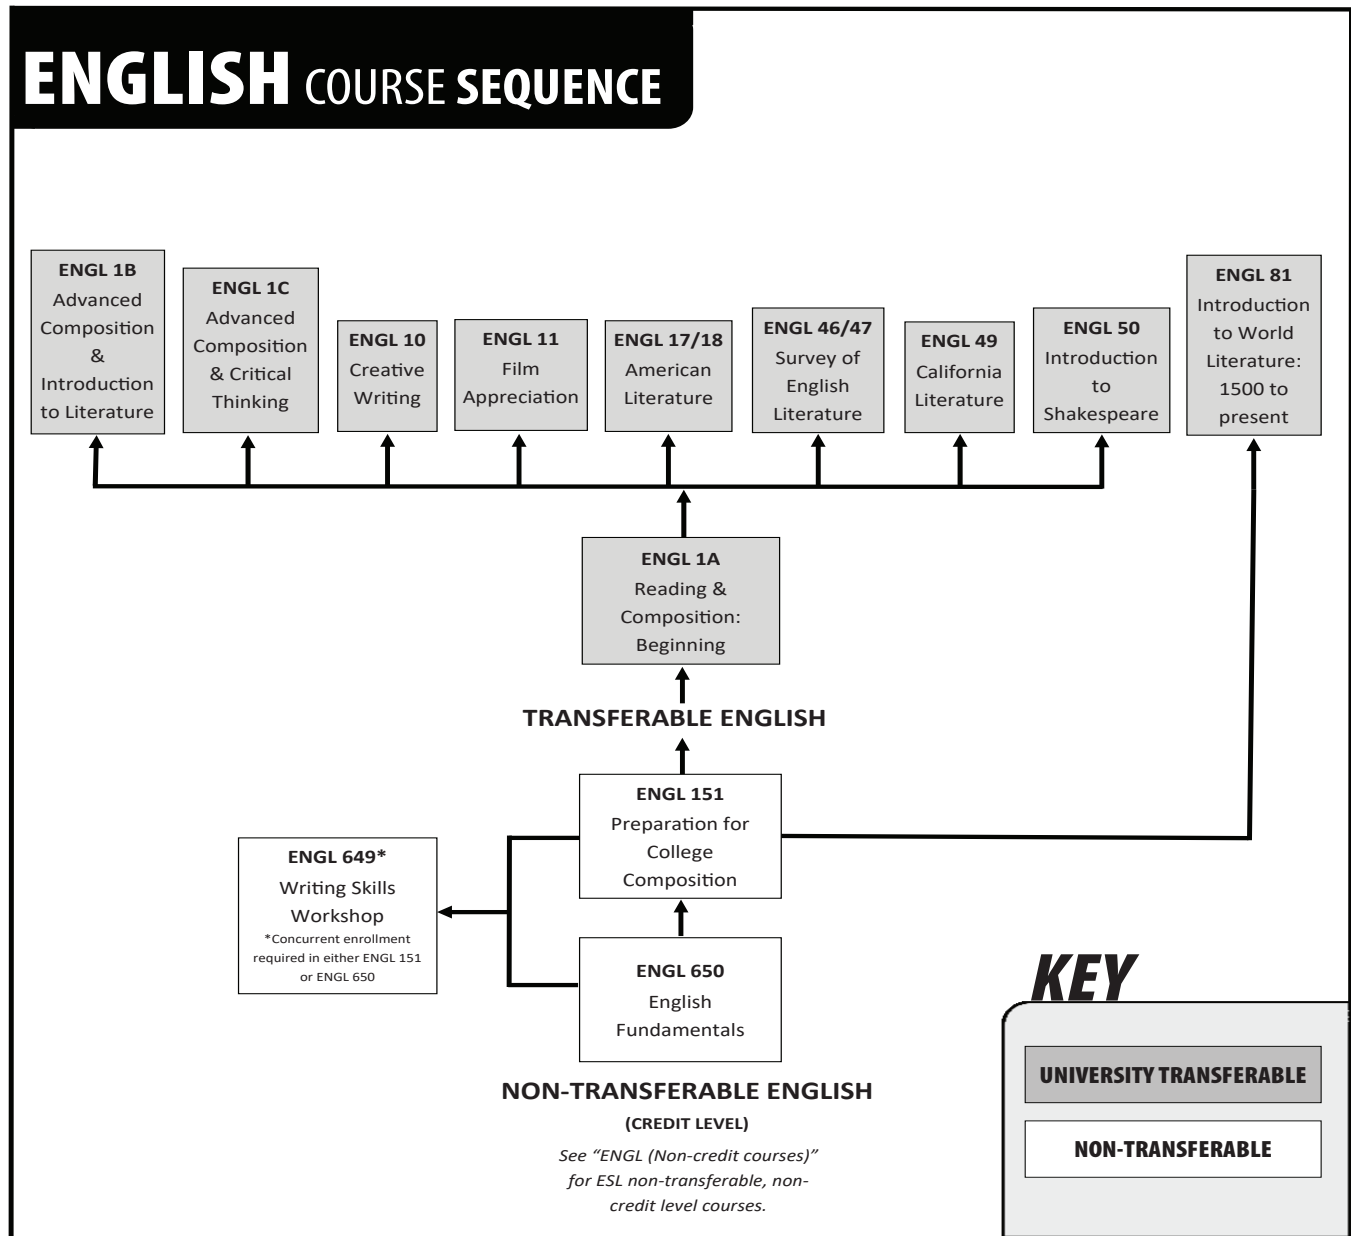 ENGLISH COURSE SEQUENCE
ENGL 1B
Advanced
Composition
&
Introduction
to Literature
ENGL 1C
Advanced
Composition
& Critical
Thinking
ENGL 10
Creative
Writing
ENGL 11
Film
Appreciation
ENGL 17/18
American
Literature
ENGL 46/47
Survey of
English
Literature
ENGL 49
California
Literature
ENGL 50
Introduction
to
Shakespeare
ENGL 81
Introduction
to World
Literature:
1500 to
present
ENGL 1A
Reading &
Composition:
Beginning
TRANSFERABLE ENGLISH
ENGL 151
Preparation for
College
Composition
ENGL 649*
Writing Skills
Workshop
*Concurrent enrollment
required in either ENGL 151
or ENGL 650
ENGL 650
English
Fundamentals
NON-TRANSFERABLE ENGLISH
(CREDIT LEVEL)
See “ENGL (Non-credit courses)”
for ESL non-transferable, non-
credit level courses.
KEY
UNIVERSITY TRANSFERABLE
NON-TRANSFERABLE